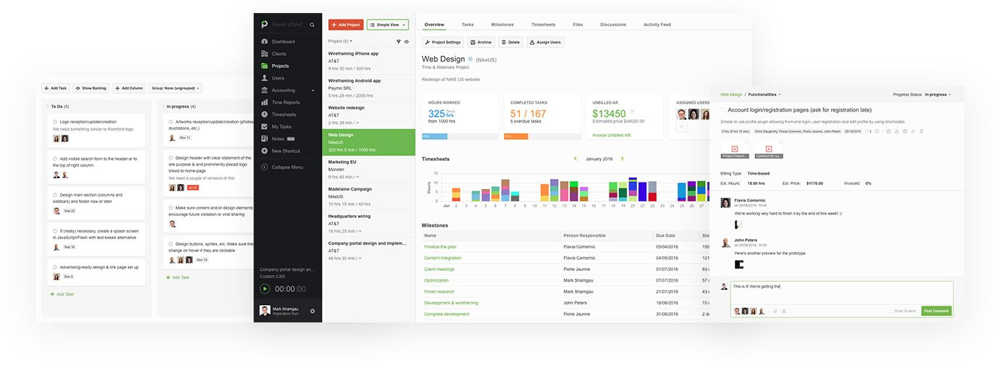 Add Task
Show Backlog
Add Column
Group: None (ungrouped)
To Do (5)
Logo reception/update/creation
We need something similar to Roshford logo
Add visible search form to the header or to
the top of right column
Design main section (columns and
sidebars) and footer now or later
Sep 22
If (really) necessary, create a splash screen
in JavaScript/Flash with text-based alternative
Sep 16
Advertising-ready design & link page set up
Dec 9
Add Task
In progress (4)
Artworks reception/update/creation (photos
illustrations, etc.)
Nov 11
Design header with clear statement of the
site purpose & prominently placed logo
linked to home-page
We need a couple of versions of this
Jul 23
Make sure content/or design elements
encourage future visitation or viral sharing
Design buttons, sprites, etc. Make sure they
change on hover if they are clickable
Nov 19
Add Task
Search (Ctrl+/)
Dashboard
Clients
Projects
Users
Accounting
Time Reports
Timesheets
My Tasks
Notes Beta
New Shortcut
Collapse Menu
Company portal design an...
Custom CSS
00:00:00
Mark Shamgau
Imperative Run
Add Project
Simple View
Project (8)
Wireframing iPhone app
AT&T
9 hrs 30 min / 300 hrs
Wireframing Android app
Paymo SRL
5 hrs 28 min / 2000 hrs
Website redesign
AT&T
2 hrs 39 min / ∞
Web Design
NikeUS
325 hrs 5 min / 1000 hrs
Marketing EU
Monster
9 hrs 45 min / ∞
Madelaine Campaign
NikeUS
10 hrs 15 min / 40 hrs
Headquarters wiring
AT&T
18 hrs 25 min / ∞
Company portal design and implem...
AT&T
48 hrs 30 min / ∞
Overview
Tasks
Milestones
Timesheets
Files
Discussions
Activity Feed
Project Settings
Archive
Delete
Assign Users
Web Design (NikeUS)
Time & Materials Project
Redesign of NIKE US website.
HOURS WORKED
325 5min hrs
from 1000 hrs
COMPLETED TASKS
51 / 167
5 overdue tasks
UNBILLED AR
$13450 ?
Estimated price $48020.00
Invoice Unbilled AR
ASSIGNED USERS
Timesheets
January 2016
Hours
15
10
5
0
Jan 2 3 4 5 6 7 8 9 10 11 12 13 14 15 16 17 18 19 20 21 22 23 24 25 26 27
Milestones
Name Person Responsible Due Date Sta
Finalize the plan Flavia Comornic 05/04/2016 150
Content integration Flavia Comornic 04/05/2016 121
Client meetings Florie Jaunne 01/07/2016 63 d
Optimization Mark Shamgau 07/07/2016 57 d
Finish research Mark Shamgau 21/07/2016 43 d
Development & wireframing John Peters 18/08/2016 15 d
Complete development Florie Jaunne 31/08/2016 2 da
Web Design / Functionalities
Progress Status: In progress
Account login/registration pages (ask for registration late)
Simple to use profile plugin allowing front-end login, user registration and edit profile by using shortcodes.
0 hrs (8 hrs 15 min)
Chris Daughery, Flavia Comornic, Florie Jaunne, John Peters
20/10/2016
2
Project Descri...
Contract for su...
Billing Type: Time-based
Est. Hours: 18.00 hrs
Est. Price: $1170.00
Invoiced: 0%
Flavia Comornic
on 28/08/2016, 16:48
We're working very hard to finish it by the end of this week! :)
John Peters
on 28/08/2016, 16:55
Here's another preview for the prototype
This is it! We're getting the
Enter to send
Post Comment